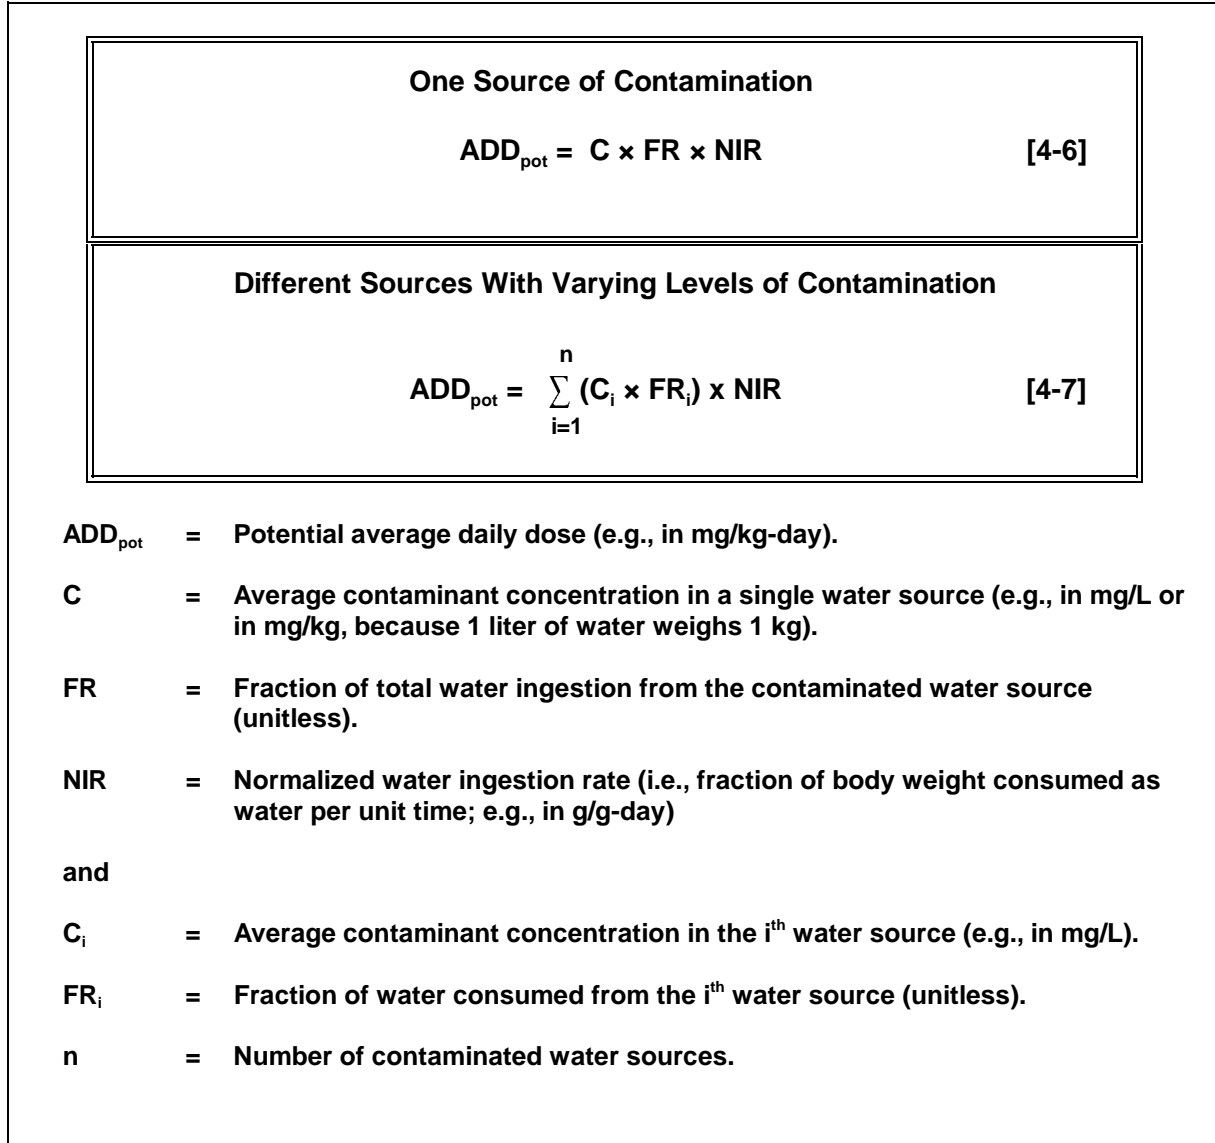 One Source of Contamination
ADDpot = C × FR × NIR [4-6]
Different Sources With Varying Levels of Contamination
n
ADDpot = ∑ (Ci × FRi) x NIR [4-7]
i=1
ADDpot = Potential average daily dose (e.g., in mg/kg-day).
C = Average contaminant concentration in a single water source (e.g., in mg/L or
in mg/kg, because 1 liter of water weighs 1 kg).
FR = Fraction of total water ingestion from the contaminated water source
(unitless).
NIR = Normalized water ingestion rate (i.e., fraction of body weight consumed as
water per unit time; e.g., in g/g-day)
and
Ci = Average contaminant concentration in the ith water source (e.g., in mg/L).
FRi = Fraction of water consumed from the ith water source (unitless).
n = Number of contaminated water sources.